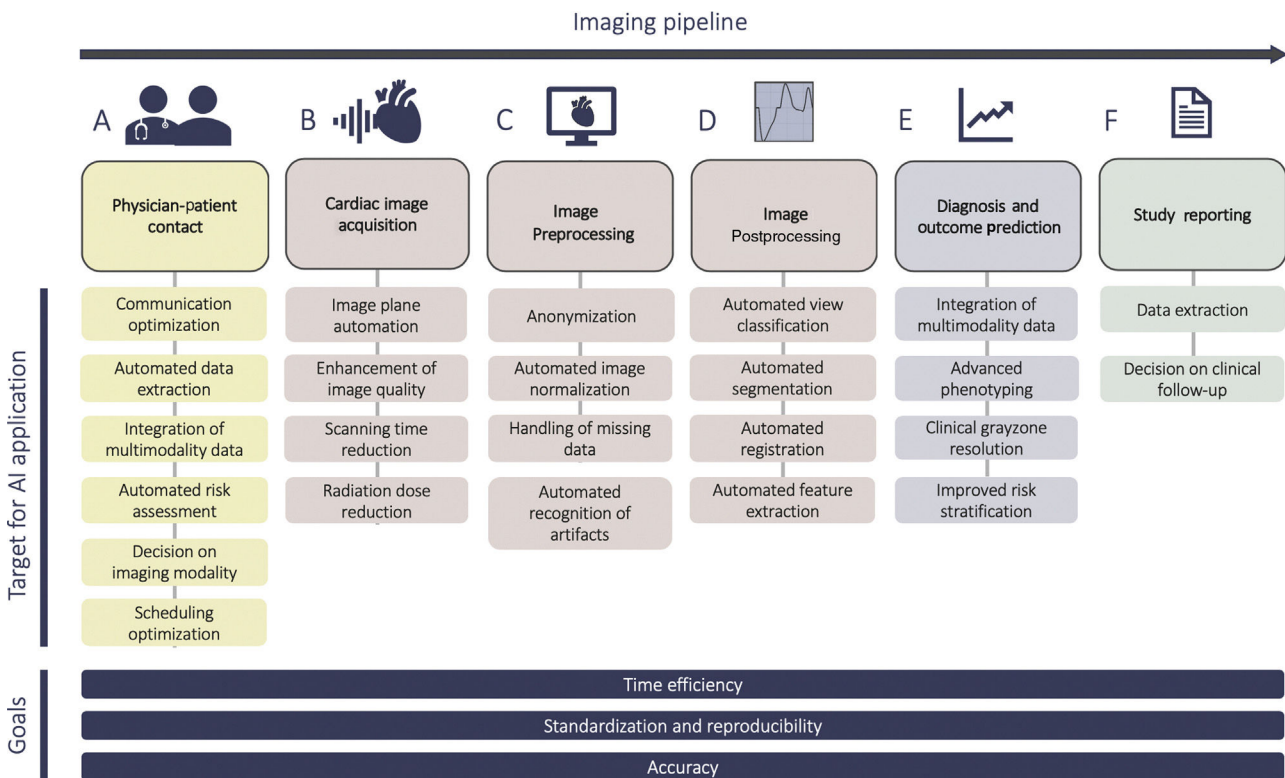 Imaging pipeline
A
B
C
D
E
F
Physician-patient
contact
Cardiac image
acquisition
Image
Preprocessing
Image
Postprocessing
Diagnosis and
outcome prediction
Study reporting
Target for AI application
Communication
optimization
Automated data
extraction
Integration of
multimodality data
Automated risk
assessment
Decision on
imaging modality
Scheduling
optimization
Image plane
automation
Enhancement of
image quality
Scanning time
reduction
Radiation dose
reduction
Anonymization
Automated image
normalization
Handling of missing
data
Automated
recognition of
artifacts
Automated view
classification
Automated
segmentation
Automated
registration
Automated feature
extraction
Integration of
multimodality data
Advanced
phenotyping
Clinical grayzone
resolution
Improved risk
stratification
Data extraction
Decision on clinical
follow-up
Goals
Time efficiency
Standardization and reproducibility
Accuracy